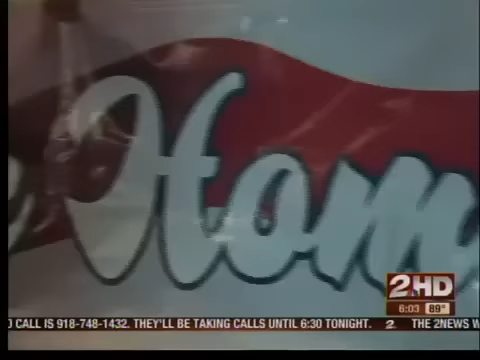 Hom
2HD
6:03 89°
CALL IS 918-748-1432. THEY'LL BE TAKING CALLS UNTIL 6:30 TONIGHT. 2 THE 2NEWS